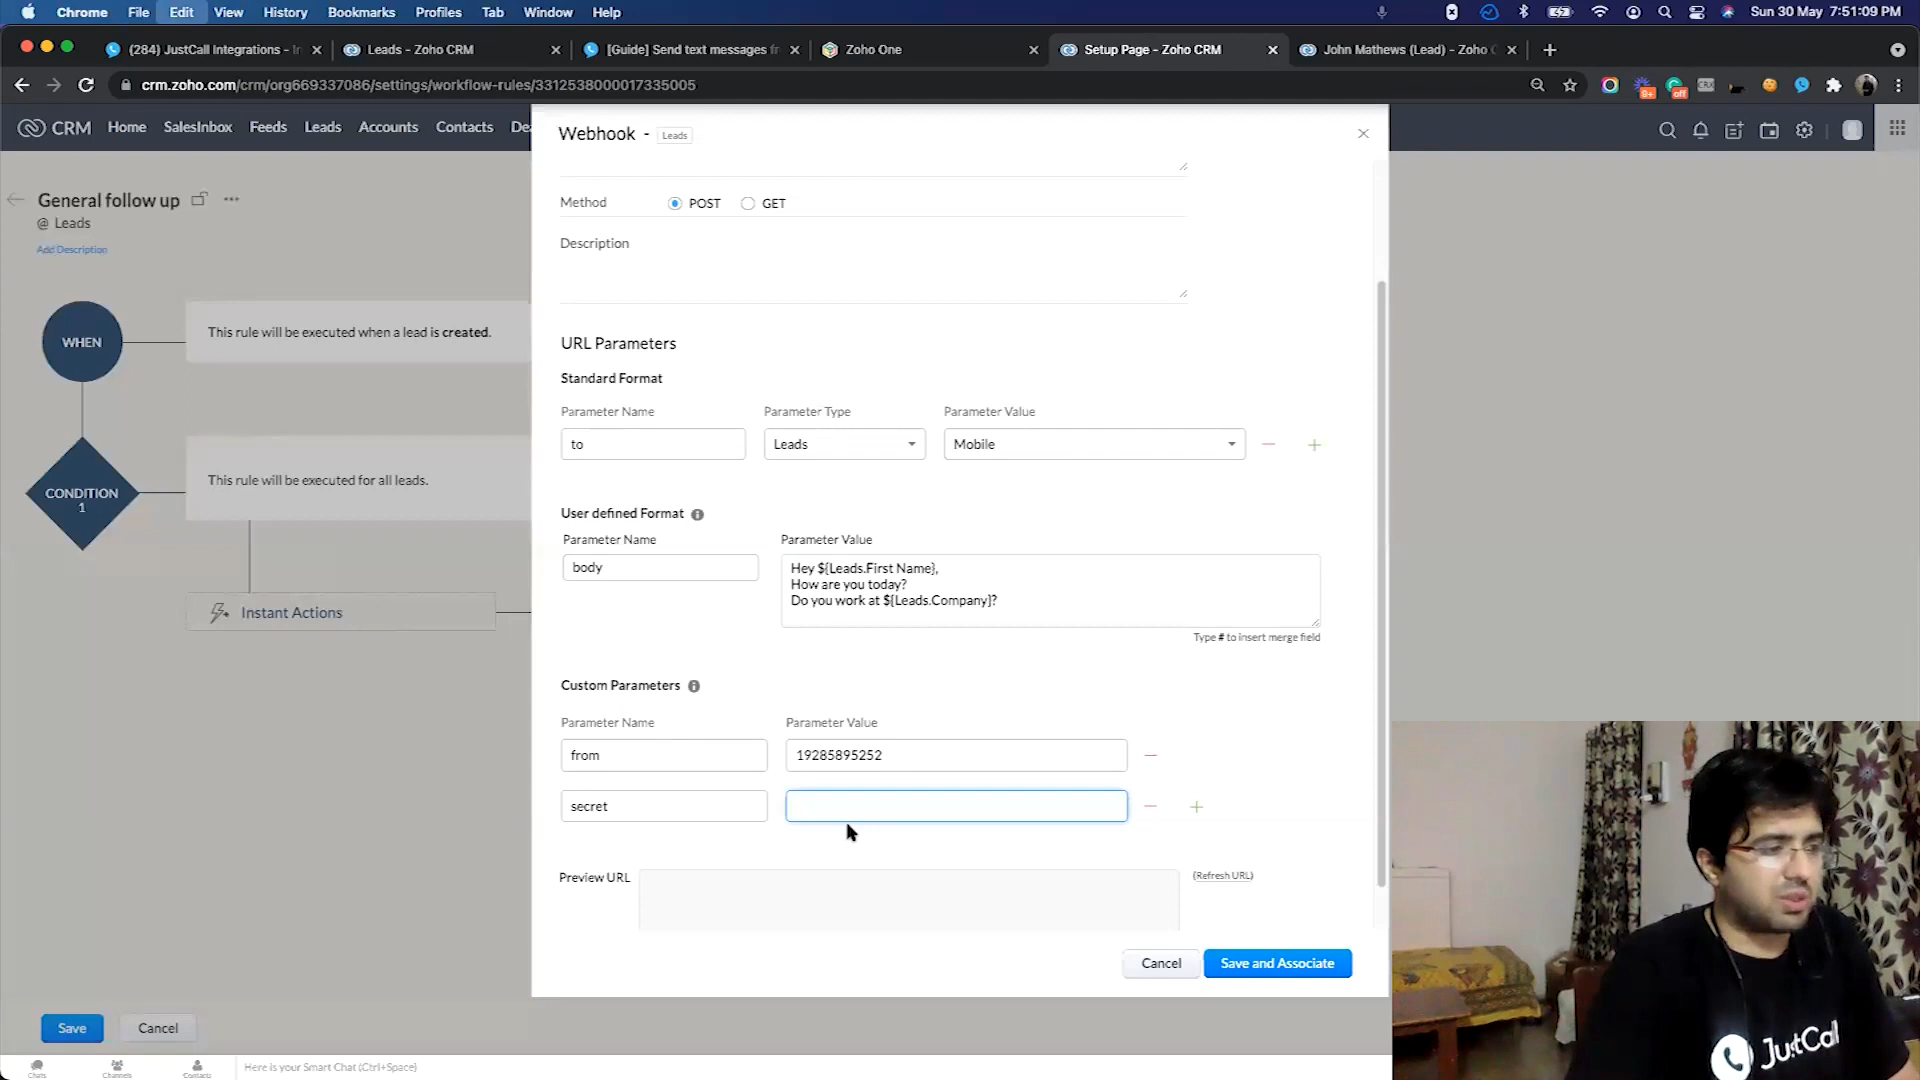 Chrome File Edit View History Bookmarks Profiles Tab Window Help
Sun 30 May 7:51:09 PM
(284) JustCall Integrations - In
Leads - Zoho CRM
[Guide] Send text messages fr
Zoho One
Setup Page - Zoho CRM
John Mathews (Lead) - Zoho C
crm.zoho.com/crm/org669337086/settings/workflow-rules/3312538000017335005
9+
off
CRM
CRM Home SalesInbox Feeds Leads Accounts Contacts Dea
Webhook - Leads
General follow up
@ Leads
Add Description
Method POST GET
Description
WHEN
This rule will be executed when a lead is created.
URL Parameters
Standard Format
Parameter Name Parameter Type Parameter Value
to Leads Mobile
CONDITION
1
This rule will be executed for all leads.
User defined Format
Parameter Name Parameter Value
body
Hey ${Leads.First Name},
How are you today?
Do you work at ${Leads.Company}?
Type # to insert merge field
Instant Actions
Custom Parameters
Parameter Name Parameter Value
from 19285895252
secret
Preview URL
(Refresh URL)
Cancel Save and Associate
Save Cancel
Chats Channels Contacts
Here is your Smart Chat (Ctrl+Space)
JustCall